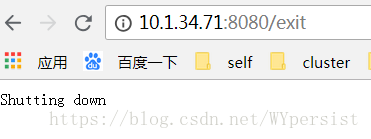 10.1.34.71:8080/exit
应用 百度一下 self cluster
Shutting down
https://blog.csdn.net/WYpersist